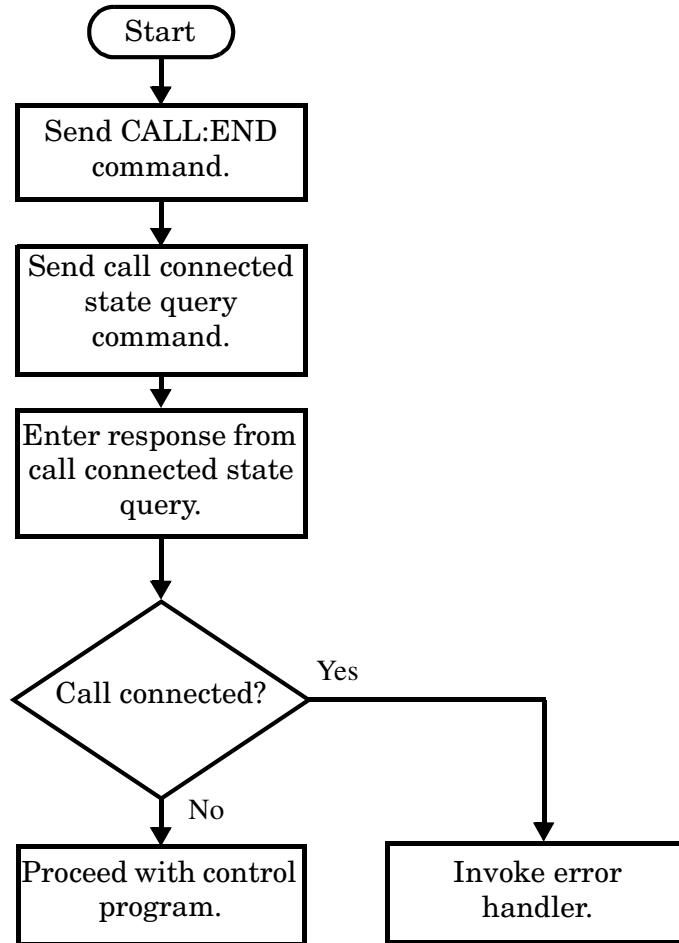 Start
Send CALL:END
command.
Send call connected
state query
command.
Enter response from
call connected state
query.
Call connected?
Yes
No
Proceed with control
program.
Invoke error
handler.